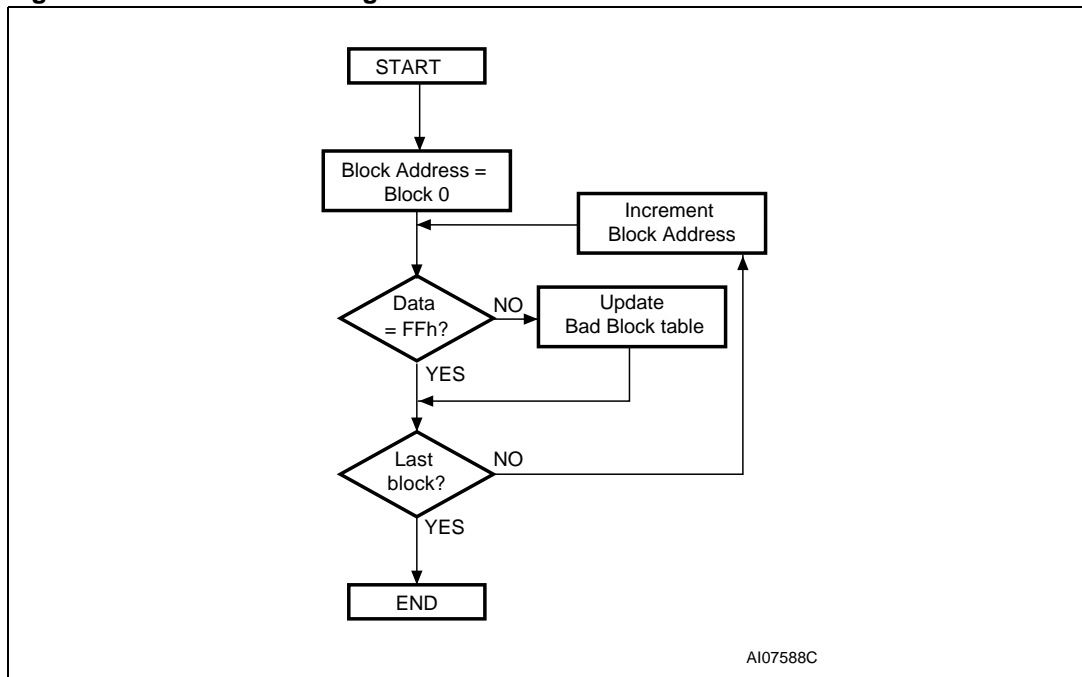 START
Block Address =
Block 0
Increment
Block Address
Data
= FFh?
NO
Update
Bad Block table
YES
Last
block?
NO
YES
END
AI07588C